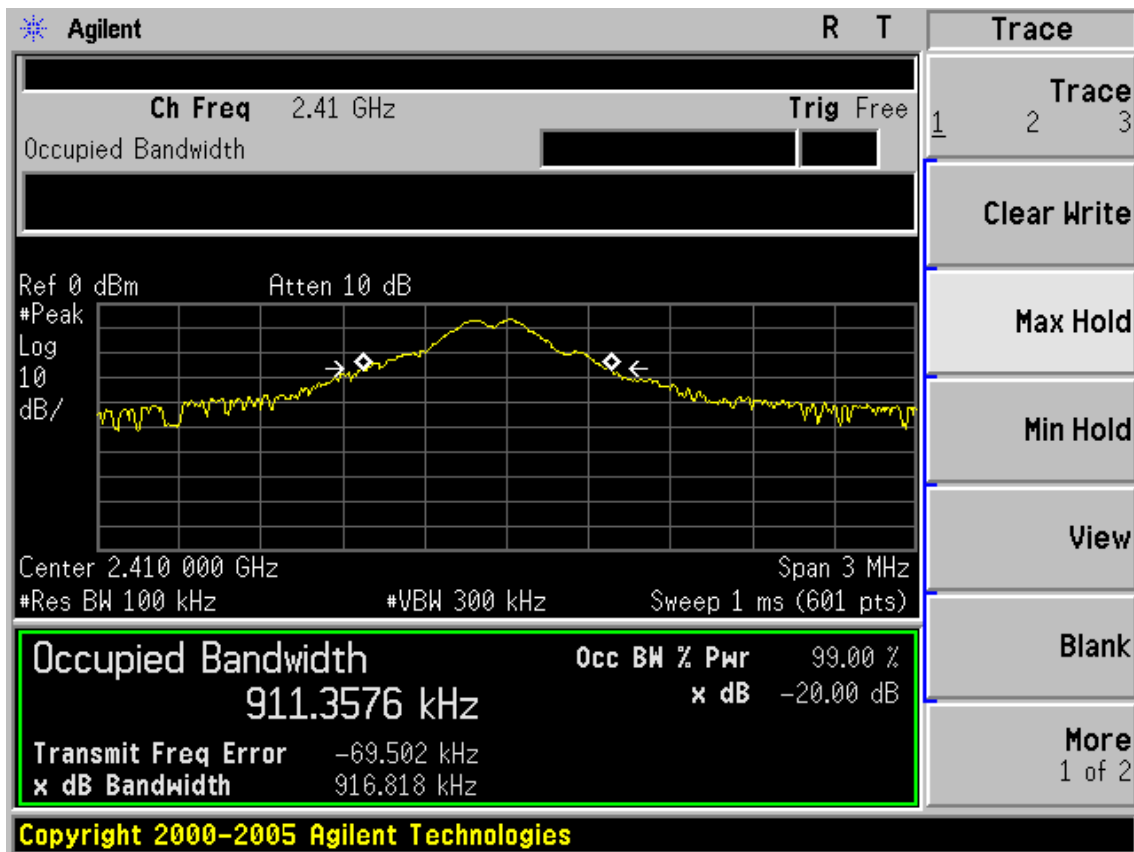 Agilent R T
Ch Freq 2.41 GHz Trig Free
Occupied Bandwidth
Ref 0 dBm Atten 10 dB
#Peak
Log
10
dB/
Center 2.410 000 GHz Span 3 MHz
#Res BW 100 kHz #VBW 300 kHz Sweep 1 ms (601 pts)
Occupied Bandwidth Occ BW % Pwr 99.00 %
911.3576 kHz x dB -20.00 dB
Transmit Freq Error -69.502 kHz
x dB Bandwidth 916.818 kHz
Copyright 2000-2005 Agilent Technologies
Trace
Trace
1 2 3
Clear Write
Max Hold
Min Hold
View
Blank
More
1 of 2